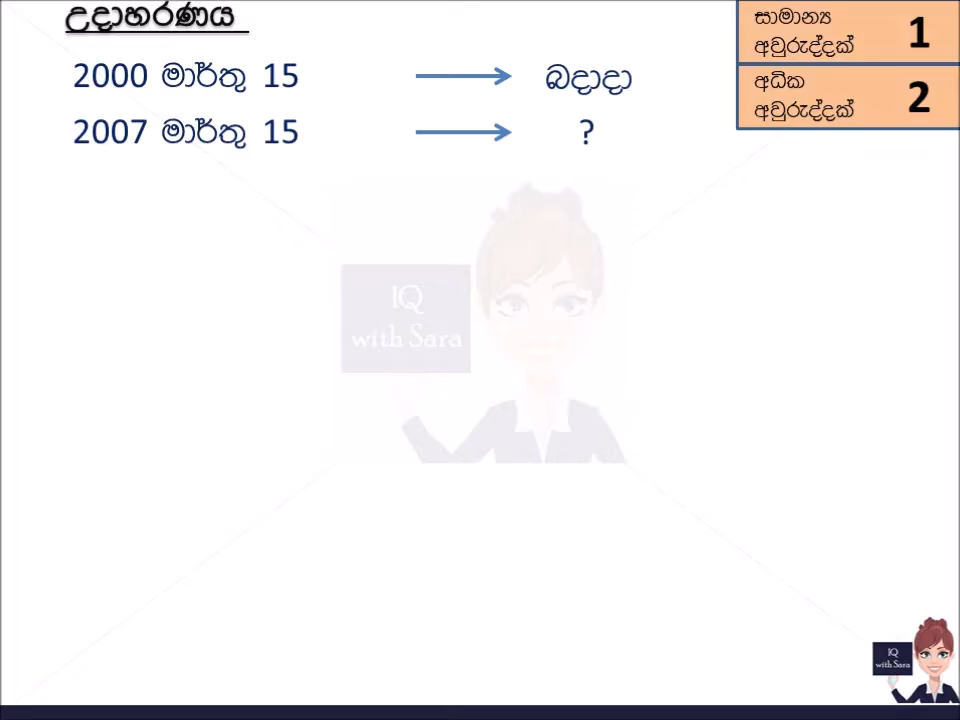 උදාහරණය
සාමාන්‍ය
අවුරුද්දක් 1
2000 මාර්තු 15 බදාදා
අධික
අවුරුද්දක් 2
2007 මාර්තු 15 ?
IQ
with Sara
IQ
with Sara